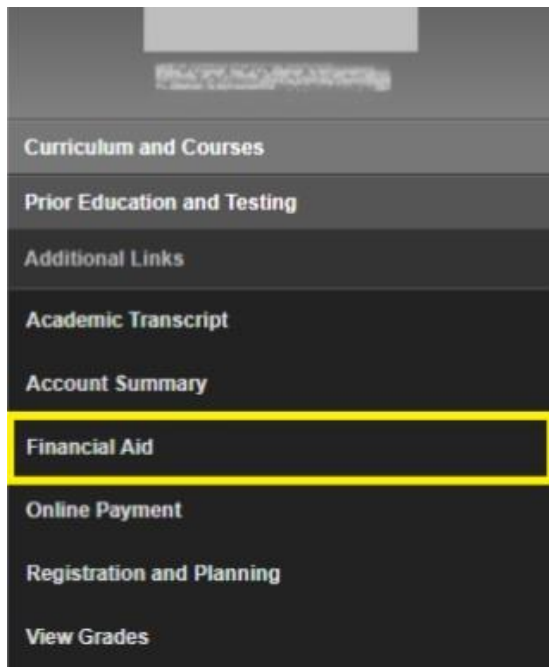 Curriculum and Courses
Prior Education and Testing
Additional Links
Academic Transcript
Account Summary
Financial Aid
Online Payment
Registration and Planning
View Grades